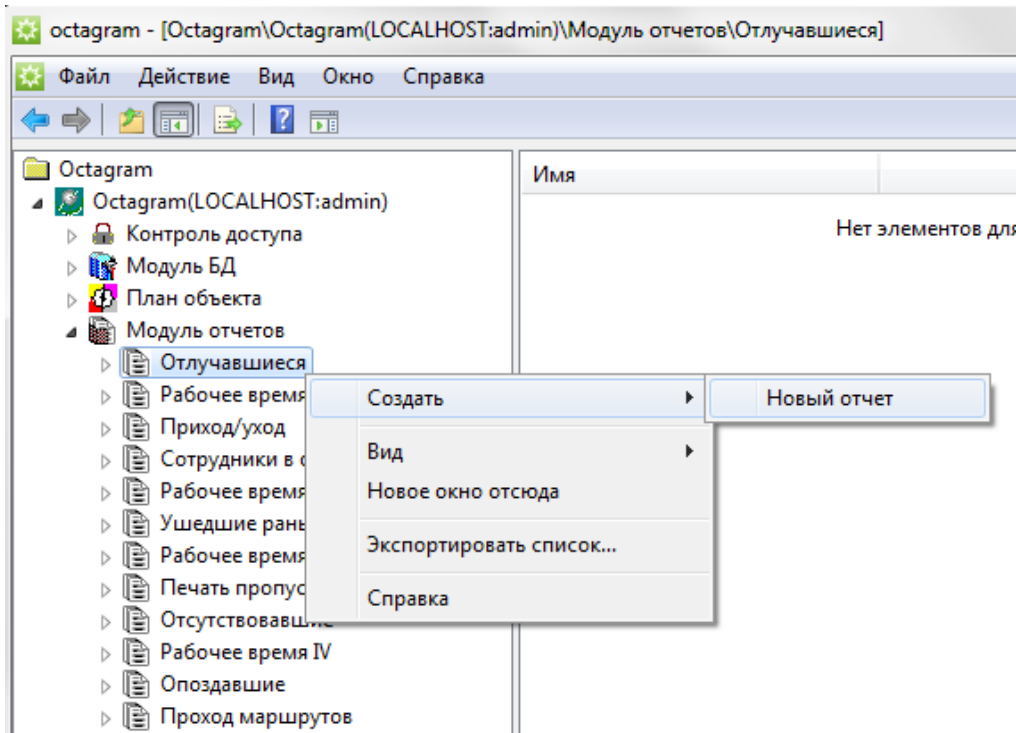 octagram - [Octagram\Octagram(LOCALHOST:admin)\Модуль отчетов\Отлучавшиеся]
Файл Действие Вид Окно Справка
Octagram
Octagram(LOCALHOST:admin)
Контроль доступа
Модуль БД
План объекта
Модуль отчетов
Отлучавшиеся
Рабочее время
Приход/уход
Сотрудники в
Рабочее время
Ушедшие рань
Рабочее время
Печать пропус
Отсутствовавшие
Рабочее время IV
Опоздавшие
Проход маршрутов
Имя
Нет элементов для
Создать
Вид
Новое окно отсюда
Экспортировать список...
Справка
Новый отчет